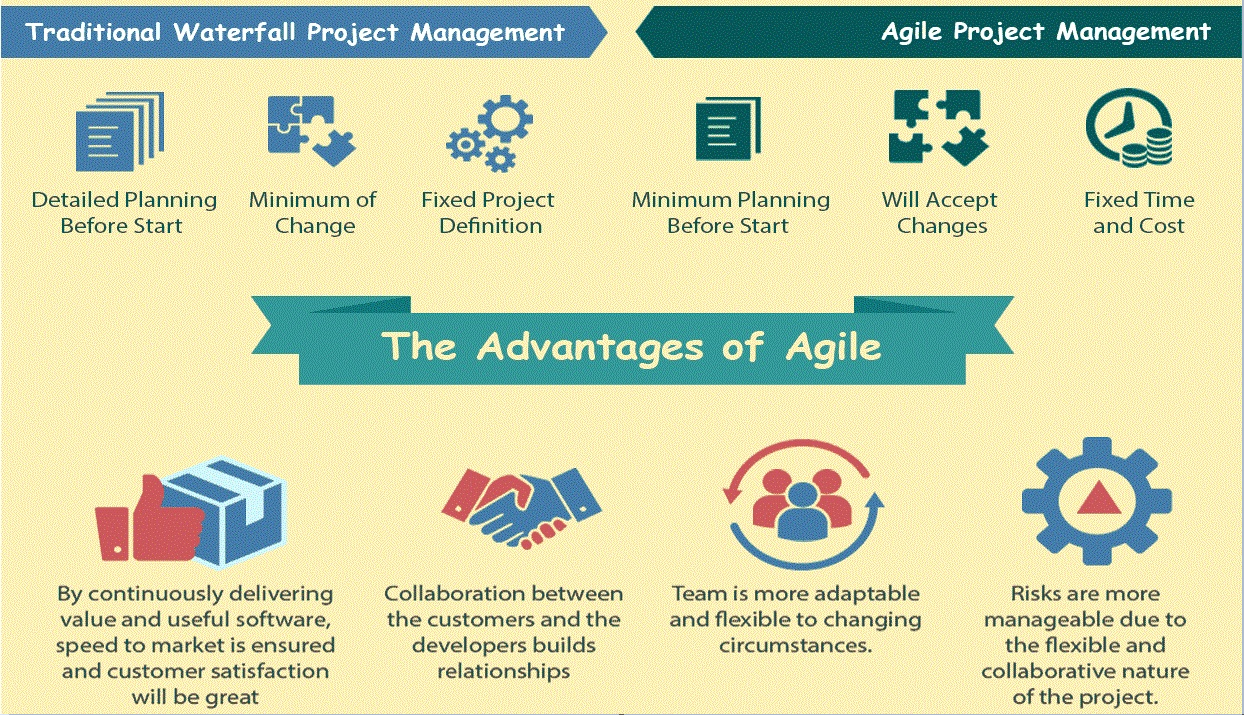 Traditional Waterfall Project Management
Agile Project Management
Detailed Planning
Before Start
Minimum of
Change
Fixed Project
Definition
Minimum Planning
Before Start
Will Accept
Changes
Fixed Time
and Cost
The Advantages of Agile
By continuously delivering
value and useful software,
speed to market is ensured
and customer satisfaction
will be great
Collaboration between
the customers and the
developers builds
relationships
Team is more adaptable
and flexible to changing
circumstances.
Risks are more
manageable due to
the flexible and
collaborative nature
of the project.